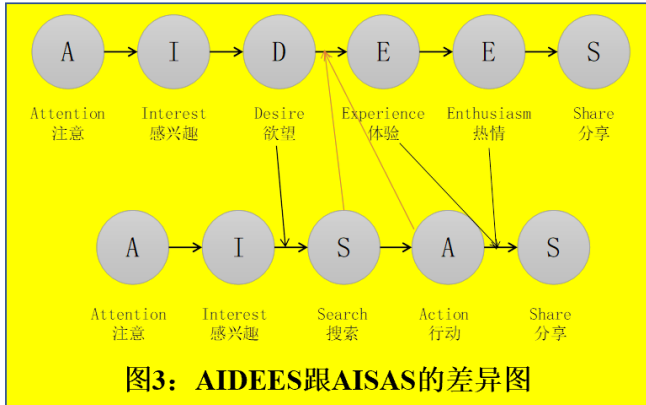 A I D E E S
Attention Interest Desire Experience Enthusiasm Share
注意 感兴趣 欲望 体验 热情 分享
A I S A S
Attention Interest Search Action Share
注意 感兴趣 搜索 行动 分享
图3：AIDEES跟AISAS的差异图